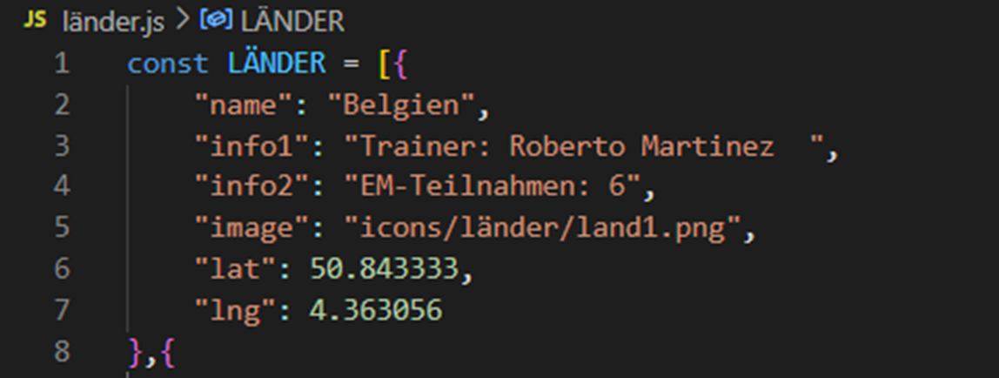 JS länder.js > LÄNDER
1 const LÄNDER = [{
2 "name": "Belgien",
3 "info1": "Trainer: Roberto Martinez  ",
4 "info2": "EM-Teilnahmen: 6",
5 "image": "icons/länder/land1.png",
6 "lat": 50.843333,
7 "lng": 4.363056
8 },{